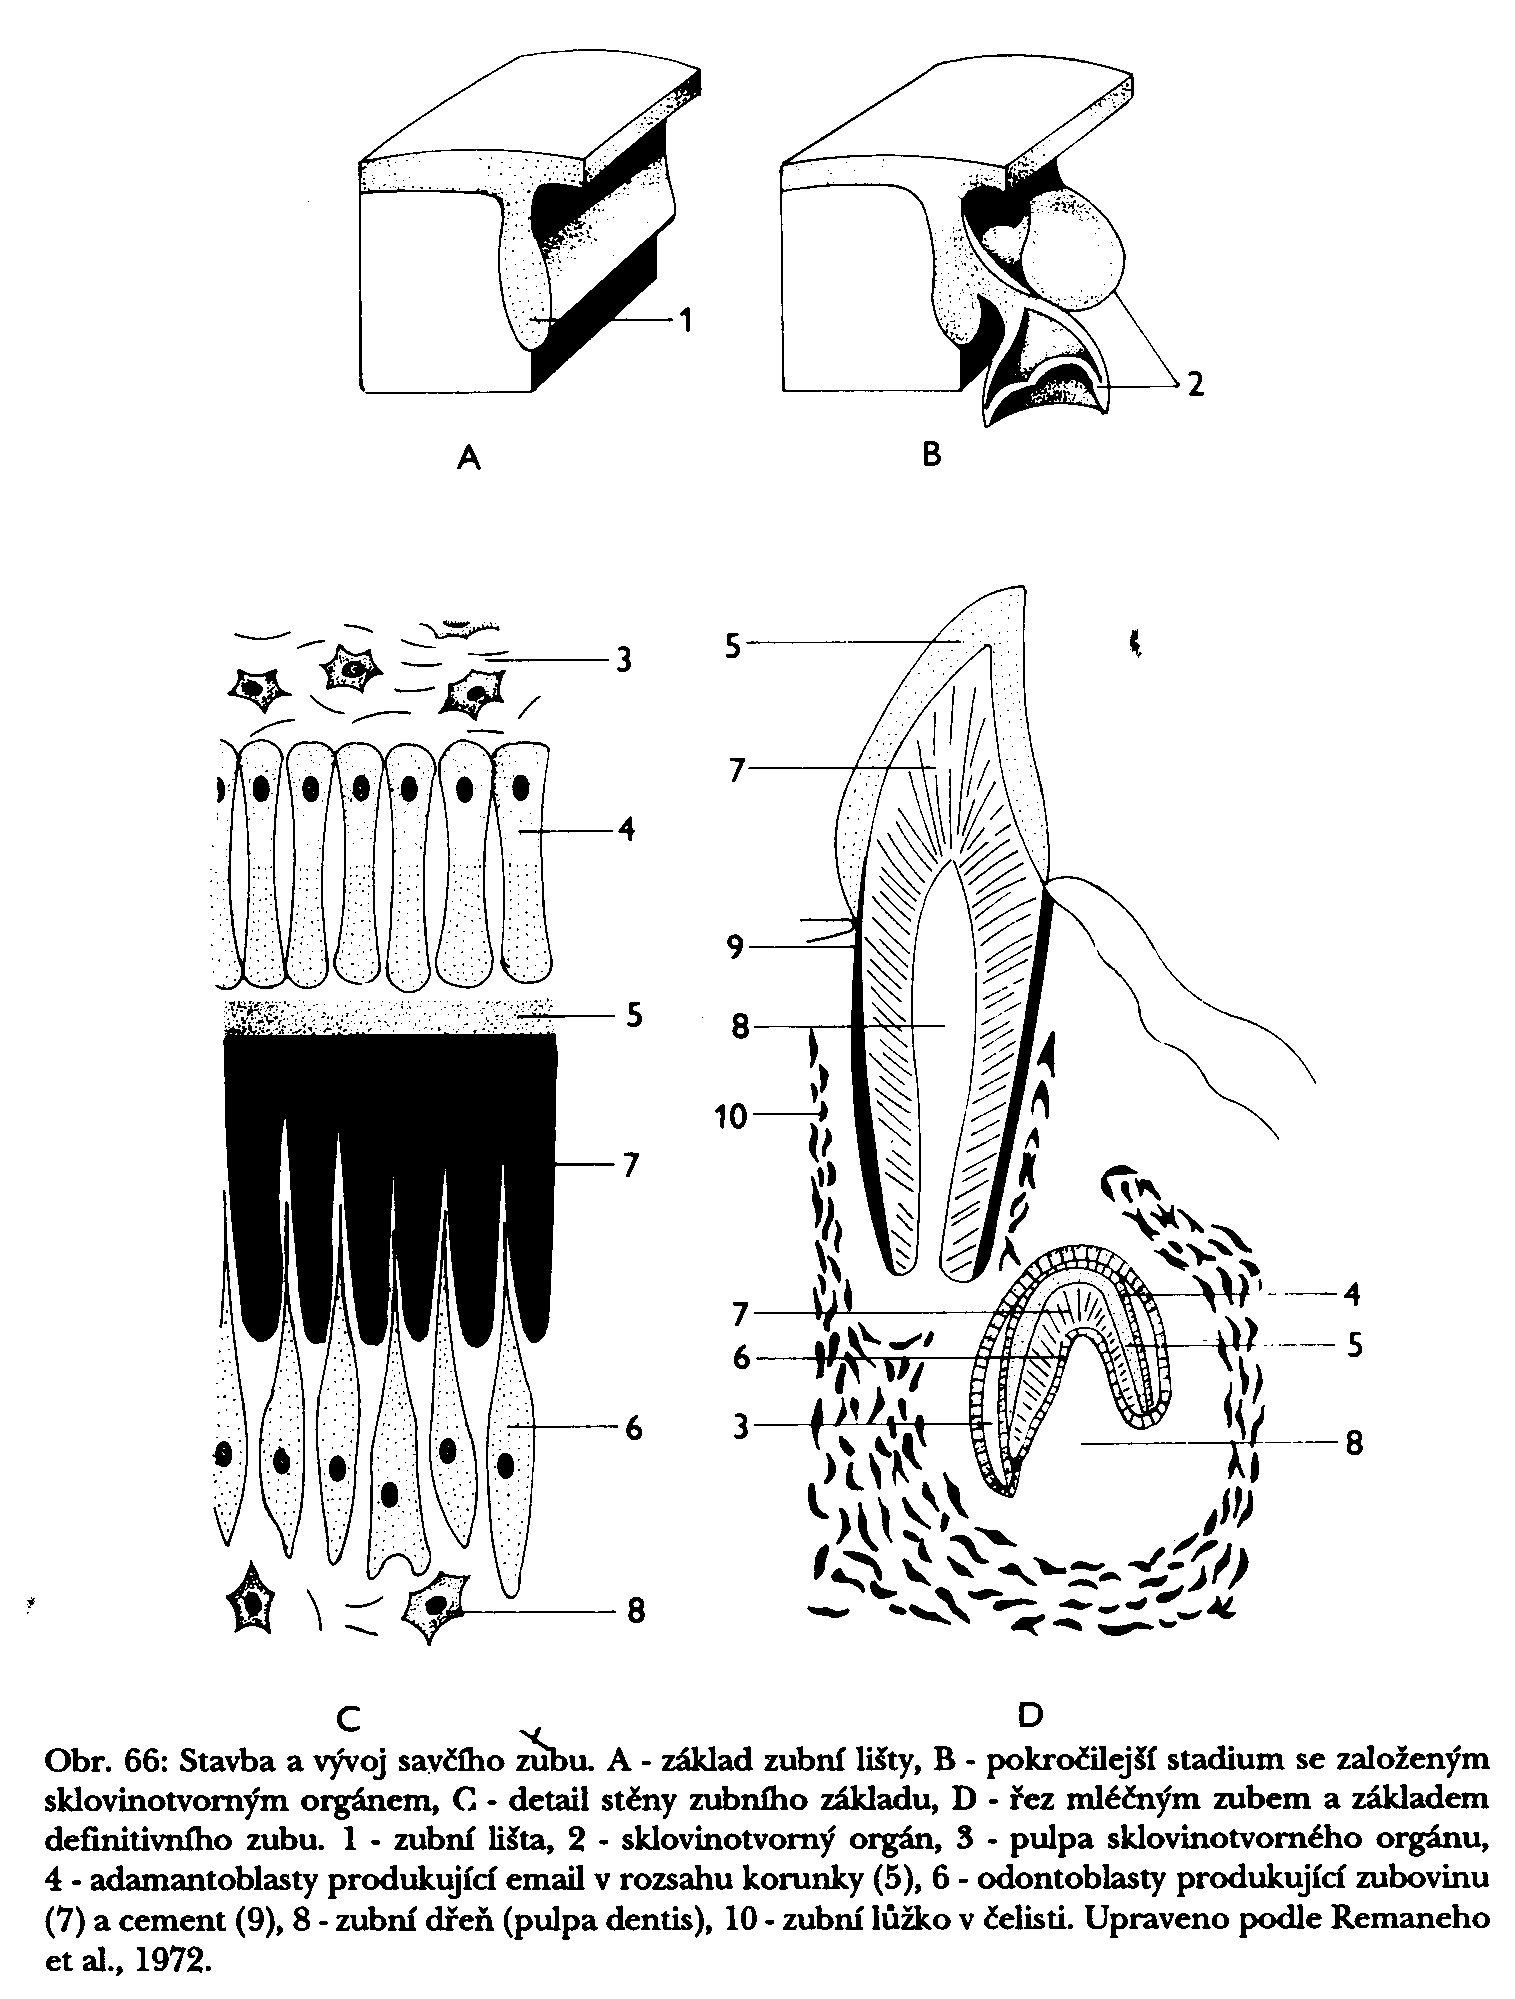 1
2
A
B
3
4
5
7
6
8
5
7
9
8
10
7
6
3
4
5
8
C
D
Obr. 66: Stavba a vývoj savčího zubu. A - základ zubní lišty, B - pokročilejší stadium se založeným
sklovinotvorným orgánem, C - detail stěny zubního základu, D - řez mléčným zubem a základem
definitivního zubu. 1 - zubní lišta, 2 - sklovinotvorný orgán, 3 - pulpa sklovinotvorného orgánu,
4 - adamantoblasty produkující email v rozsahu korunky (5), 6 - odontoblasty produkující zubovinu
(7) a cement (9), 8 - zubní dřeň (pulpa dentis), 10 - zubní lůžko v čelisti. Upraveno podle Remaneho
et al., 1972.